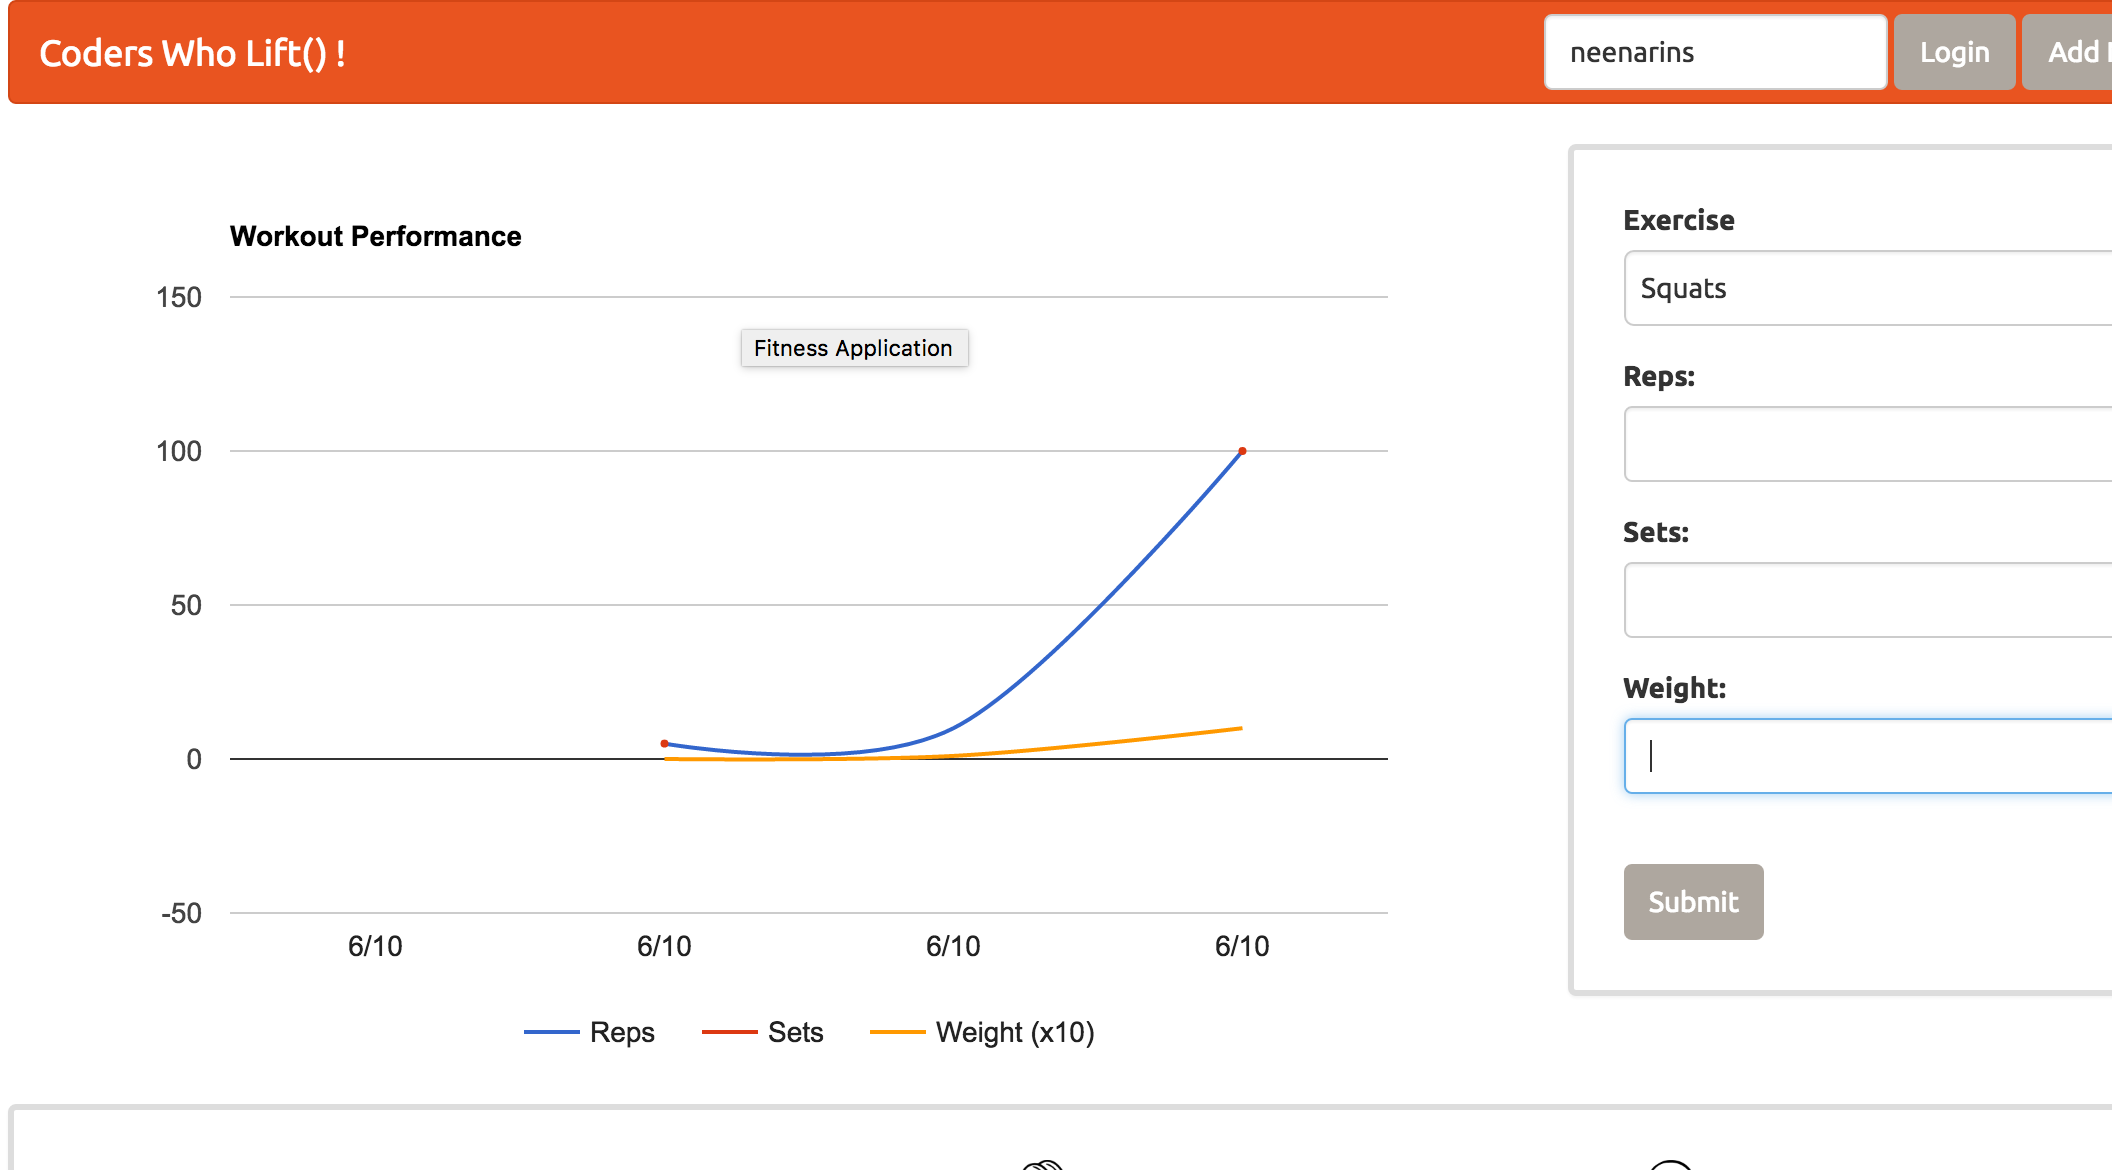 Coders Who Lift() !
neenarins
Login
Add
Workout Performance
150
Fitness Application
100
50
0
-50
6/10 6/10 6/10 6/10
Reps Sets Weight (x10)
Exercise
Squats
Reps:
Sets:
Weight:
Submit